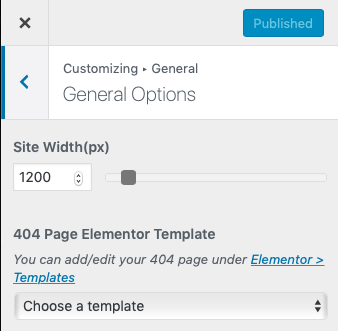 Published
Customizing ▸ General
General Options
Site Width(px)
1200
404 Page Elementor Template
You can add/edit your 404 page under Elementor >
Templates
Choose a template